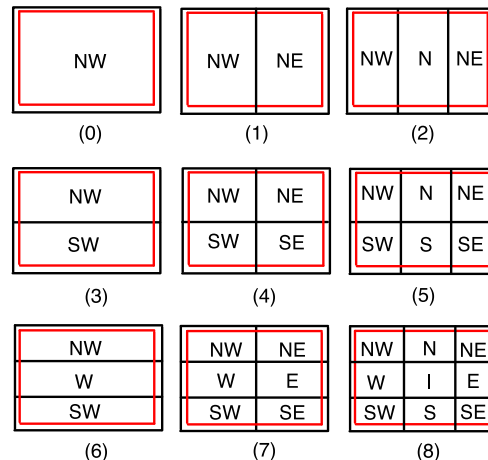 NW NW NE NW N NE
(0) (1) (2)
NW NW NE NW N NE
SW SW SE SW S SE
(3) (4) (5)
NW NW NE NW N NE
W W E W I E
SW SW SE SW S SE
(6) (7) (8)